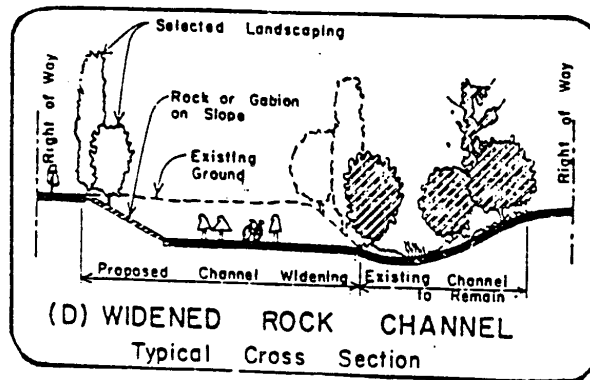 Selected Landscaping
Right of Way
Rock or Gabion
on Slope
Existing
Ground
Right of Way
Proposed Channel Widening
Existing Channel
To Remain
(D) WIDENED ROCK CHANNEL
Typical Cross Section